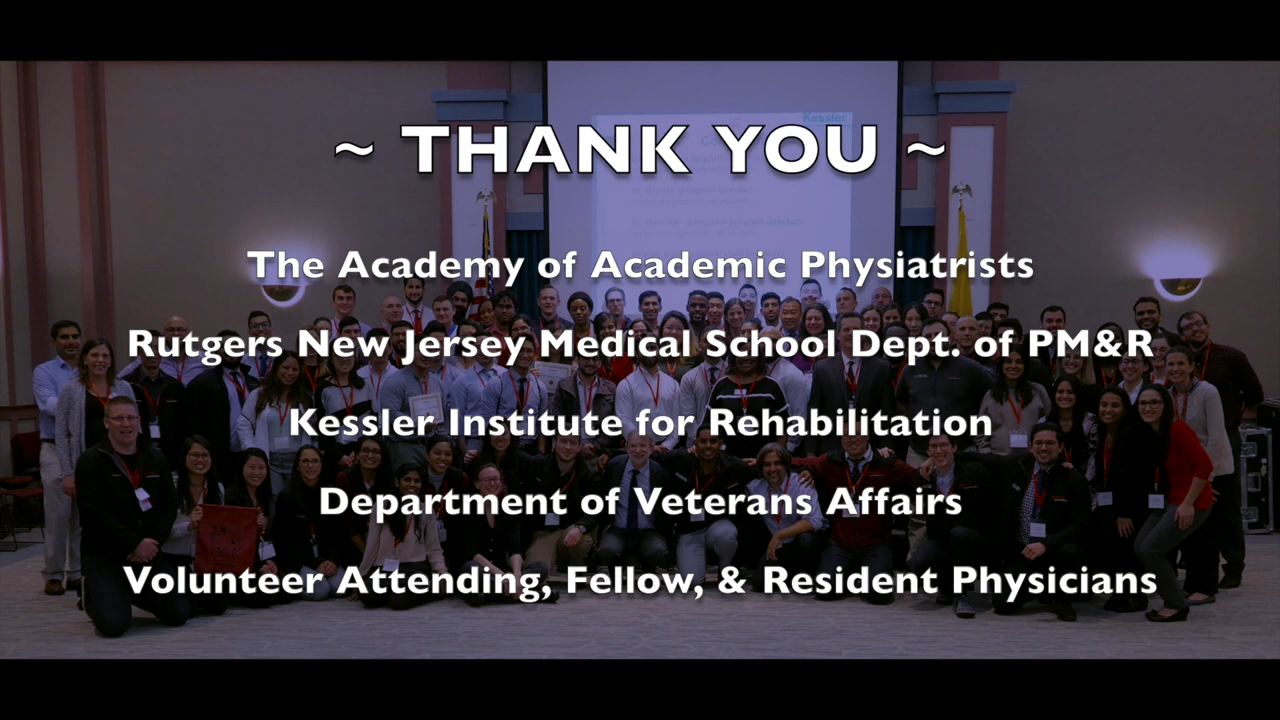 Kessler
~ THANK YOU ~
The Academy of Academic Physiatrists
Rutgers New Jersey Medical School Dept. of PM&R
Kessler Institute for Rehabilitation
Department of Veterans Affairs
Volunteer Attending, Fellow, & Resident Physicians